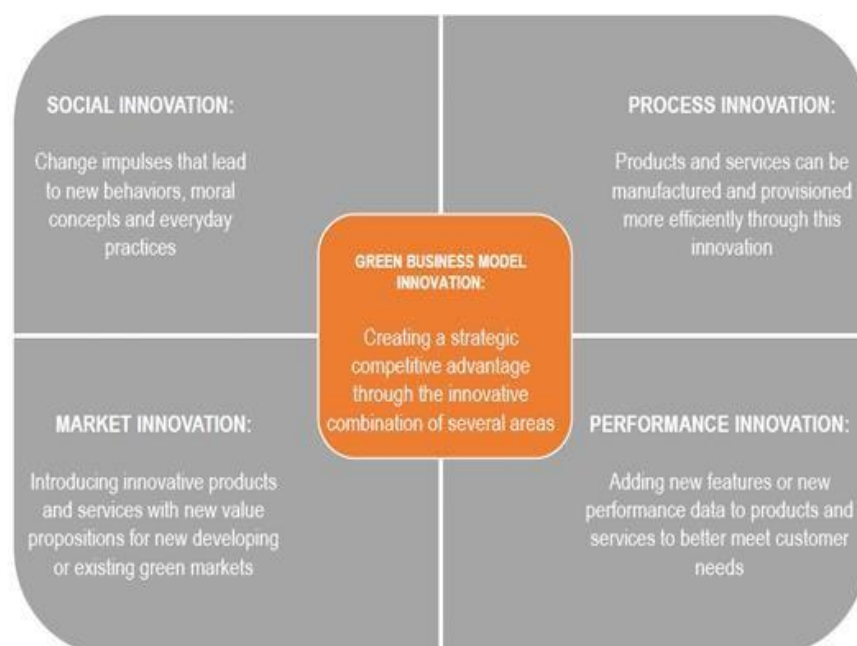 SOCIAL INNOVATION:
Change impulses that lead
to new behaviors, moral
concepts and everyday
practices
PROCESS INNOVATION:
Products and services can be
manufactured and provisioned
more efficiently through this
innovation
GREEN BUSINESS MODEL
INNOVATION:
Creating a strategic
competitive advantage
through the innovative
combination of several areas
MARKET INNOVATION:
Introducing innovative products
and services with new value
propositions for new developing
or existing green markets
PERFORMANCE INNOVATION:
Adding new features or new
performance data to products and
services to better meet customer
needs